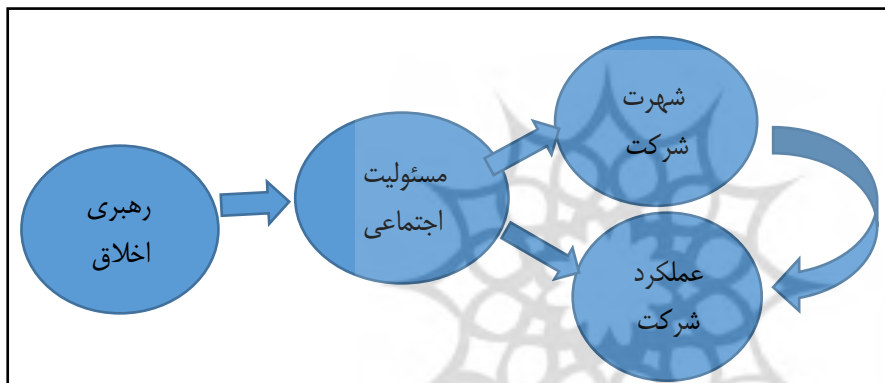 شهرت
شرکت
مسئولیت
اجتماعی
رهبری
اخلاق
عملکرد
شرکت